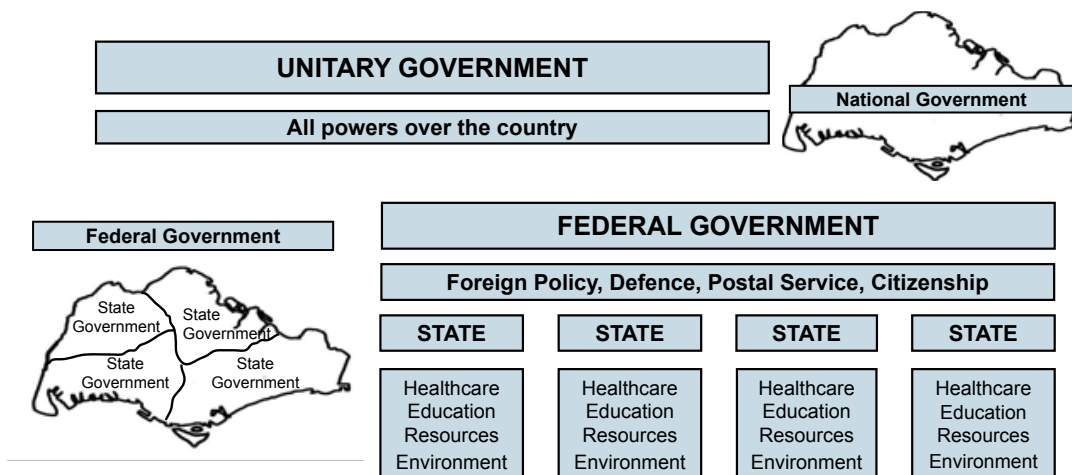 UNITARY GOVERNMENT
All powers over the country
National Government
Federal Government
State
Government
State
Government
State
Government
State
Government
FEDERAL GOVERNMENT
Foreign Policy, Defence, Postal Service, Citizenship
STATE
STATE
STATE
STATE
Healthcare
Education
Resources
Environment
Healthcare
Education
Resources
Environment
Healthcare
Education
Resources
Environment
Healthcare
Education
Resources
Environment